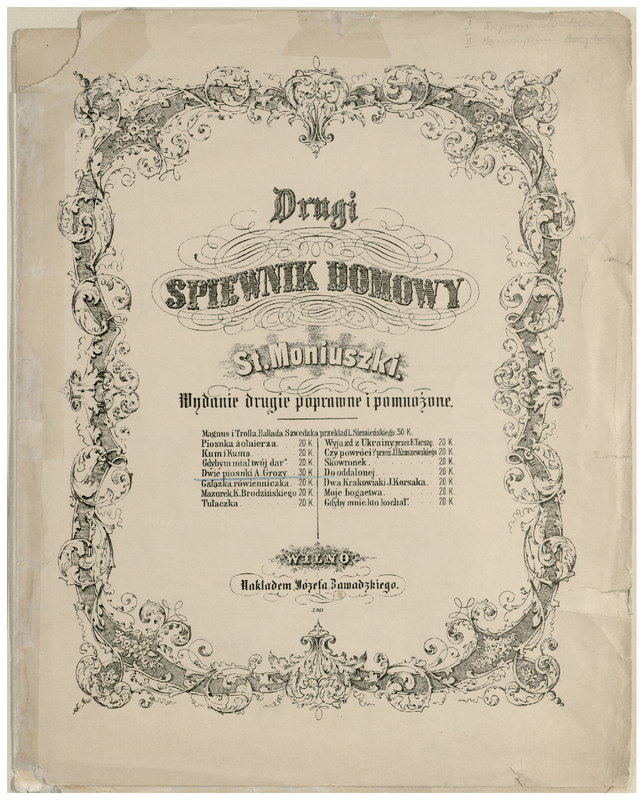 I Sopran
II
Drugi
SPIEWNIK DOMOWY
St. Moniuszki.
Wydanie drugie poprawne i pomnożone.
Magnus i Trolla, Ballada Szwedzka przekład L. Siemieńskiego. 50 K.
Piosnka żołnierza. 20 K.
Kum i Kuma. 20 K.
Gdybym miał twój dar" 20 K.
Dwie piosnki A. Grozy. 30 K.
Gałązka rówienniczka. 20 K.
Mazurek K. Brodzińskiego 20 K.
Tułaczka. 20 K.
Wyjazd z Ukrainy przez E. 20 K.
Czy powróci? przez J.I. Kraszewskiego 20 K.
Skowronek. 20 K.
Do oddalonej. 20 K.
Dwa Krakowiaki J. Korsaka. 20 K.
Moje bogactwa. 20 K.
Gdyby mnie kto kochał". 20 K.
WILNO
Nakładem Józefa Zawadzkiego.